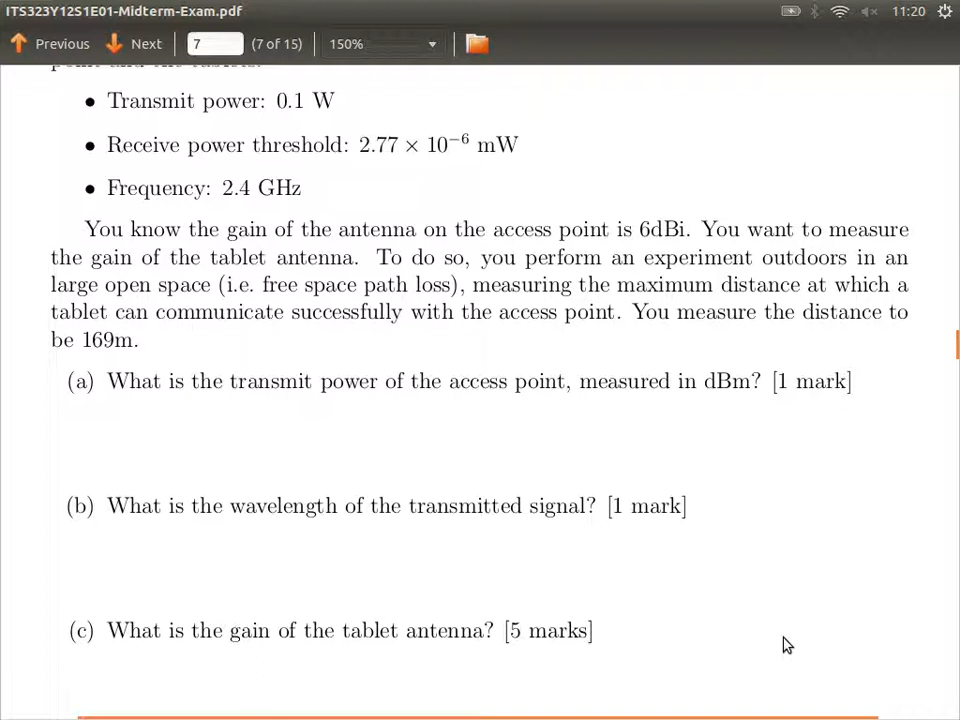 ITS323Y12S1E01-Midterm-Exam.pdf 11:20
Previous Next 7 (7 of 15) 150%
• Transmit power: 0.1 W
• Receive power threshold: 2.77 × 10⁻⁶ mW
• Frequency: 2.4 GHz
You know the gain of the antenna on the access point is 6dBi. You want to measure
the gain of the tablet antenna. To do so, you perform an experiment outdoors in an
large open space (i.e. free space path loss), measuring the maximum distance at which a
tablet can communicate successfully with the access point. You measure the distance to
be 169m.
(a) What is the transmit power of the access point, measured in dBm? [1 mark]
(b) What is the wavelength of the transmitted signal? [1 mark]
(c) What is the gain of the tablet antenna? [5 marks]